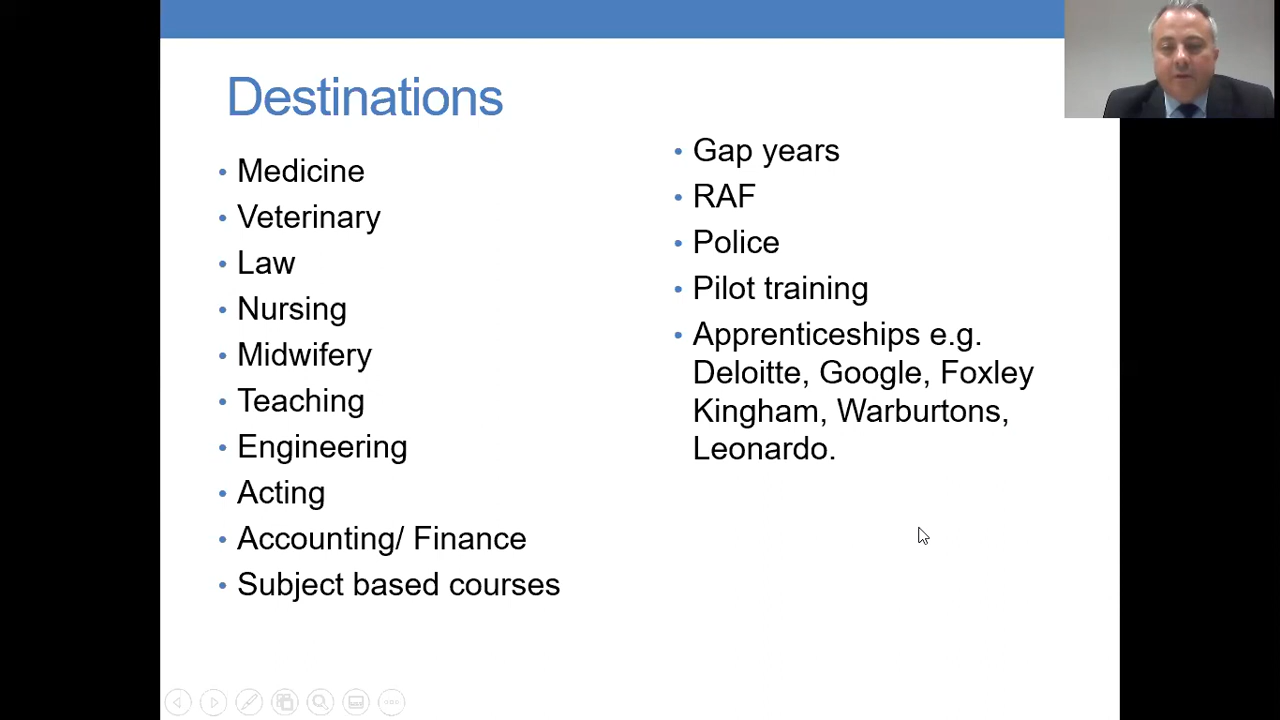 Destinations
Medicine
Veterinary
Law
Nursing
Midwifery
Teaching
Engineering
Acting
Accounting/ Finance
Subject based courses
Gap years
RAF
Police
Pilot training
Apprenticeships e.g.
Deloitte, Google, Foxley
Kingham, Warburtons,
Leonardo.